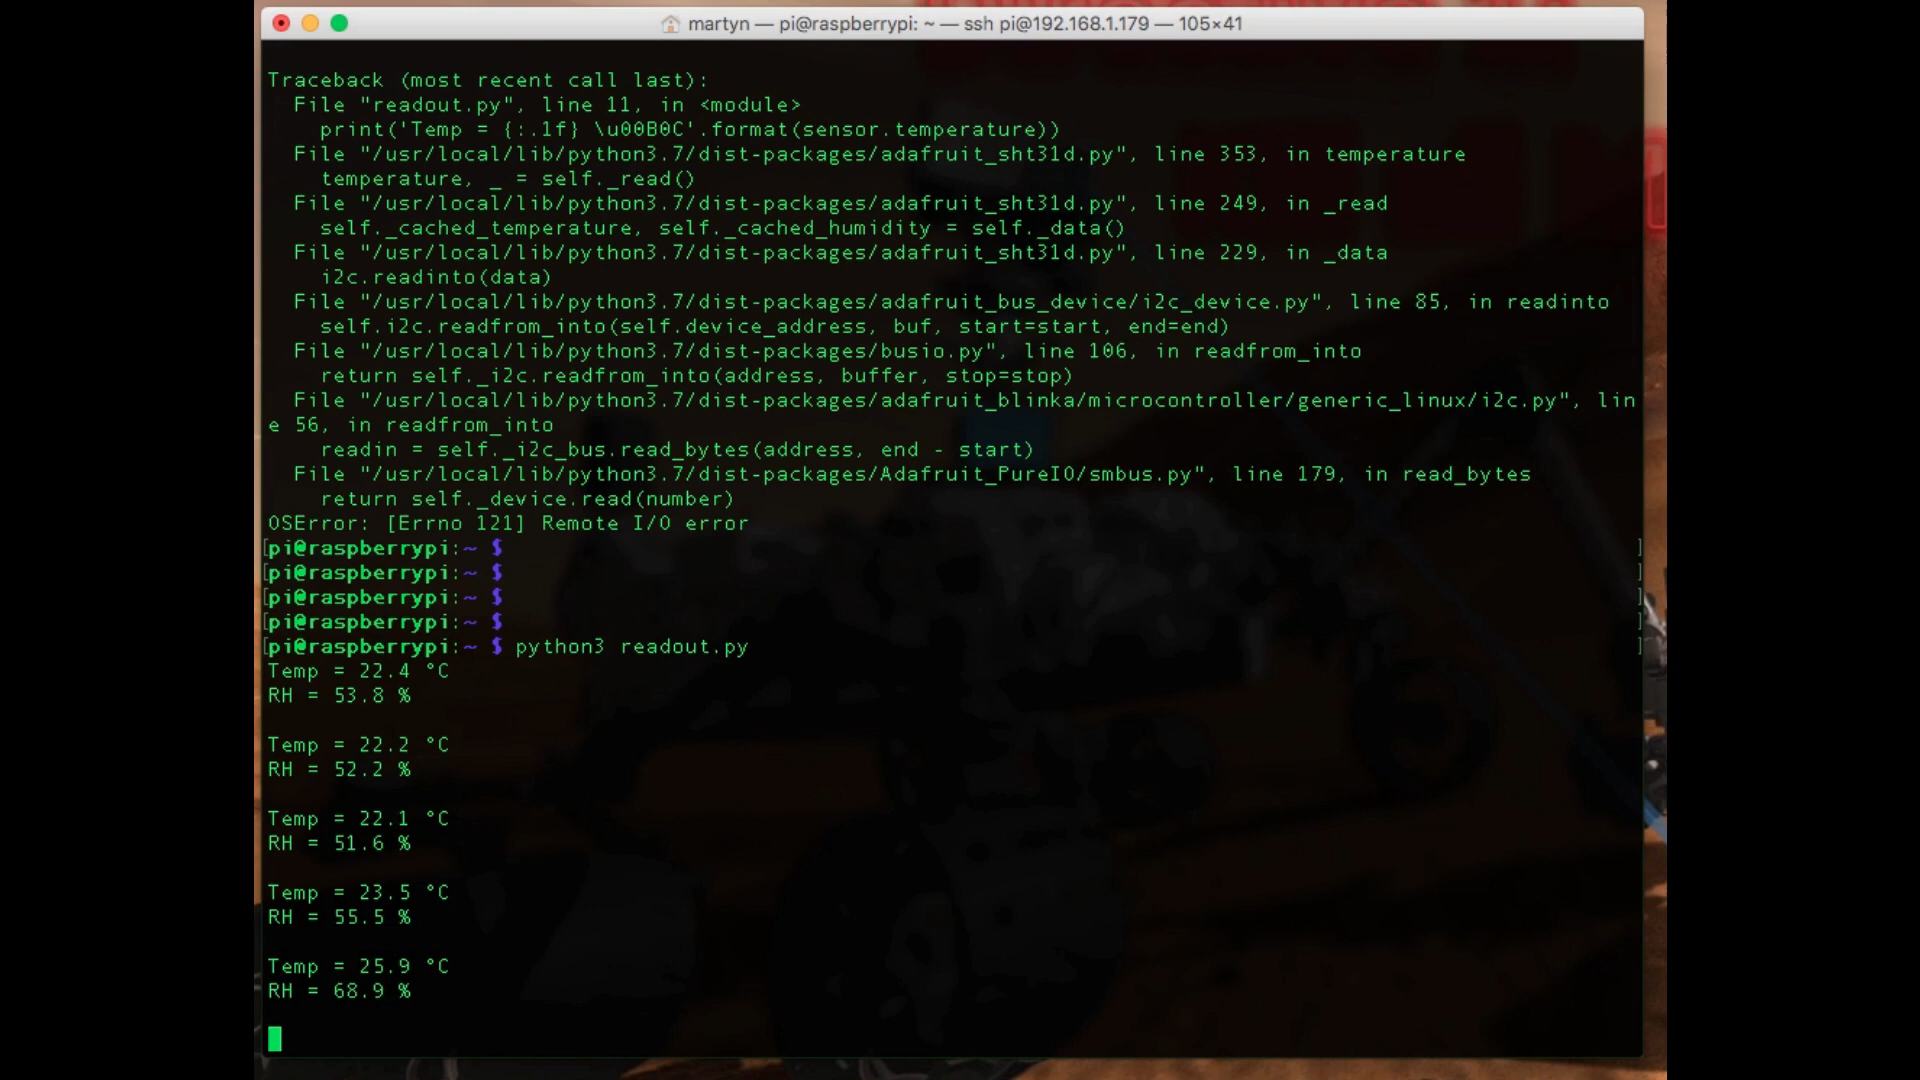 martyn — pi@raspberrypi: ~ — ssh pi@192.168.1.179 — 105×41
Traceback (most recent call last):
  File "readout.py", line 11, in <module>
    print('Temp = {:.1f} \u00B0C'.format(sensor.temperature))
  File "/usr/local/lib/python3.7/dist-packages/adafruit_sht31d.py", line 353, in temperature
    temperature, _ = self._read()
  File "/usr/local/lib/python3.7/dist-packages/adafruit_sht31d.py", line 249, in _read
    self._cached_temperature, self._cached_humidity = self._data()
  File "/usr/local/lib/python3.7/dist-packages/adafruit_sht31d.py", line 229, in _data
    i2c.readinto(data)
  File "/usr/local/lib/python3.7/dist-packages/adafruit_bus_device/i2c_device.py", line 85, in readinto
    self.i2c.readfrom_into(self.device_address, buf, start=start, end=end)
  File "/usr/local/lib/python3.7/dist-packages/busio.py", line 106, in readfrom_into
    return self._i2c.readfrom_into(address, buffer, stop=stop)
  File "/usr/local/lib/python3.7/dist-packages/adafruit_blinka/microcontroller/generic_linux/i2c.py", lin
e 56, in readfrom_into
    readin = self._i2c_bus.read_bytes(address, end - start)
  File "/usr/local/lib/python3.7/dist-packages/Adafruit_PureIO/smbus.py", line 179, in read_bytes
    return self._device.read(number)
OSError: [Errno 121] Remote I/O error
[pi@raspberrypi:~ $ ]
[pi@raspberrypi:~ $ ]
[pi@raspberrypi:~ $ ]
[pi@raspberrypi:~ $ ]
[pi@raspberrypi:~ $ python3 readout.py ]
Temp = 22.4 °C
RH = 53.8 %
Temp = 22.2 °C
RH = 52.2 %
Temp = 22.1 °C
RH = 51.6 %
Temp = 23.5 °C
RH = 55.5 %
Temp = 25.9 °C
RH = 68.9 %